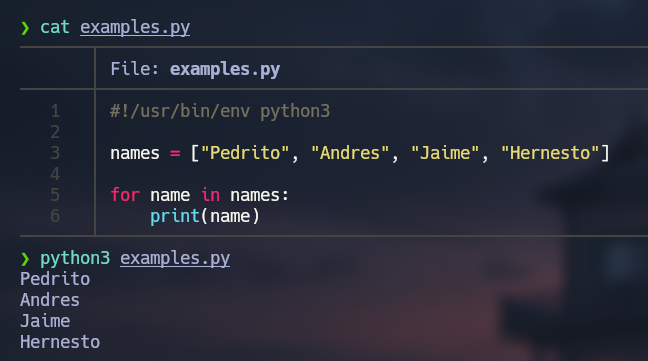 ❯ cat examples.py
File: examples.py
1 #!/usr/bin/env python3
2
3 names = ["Pedrito", "Andres", "Jaime", "Hernesto"]
4
5 for name in names:
6     print(name)
❯ python3 examples.py
Pedrito
Andres
Jaime
Hernesto